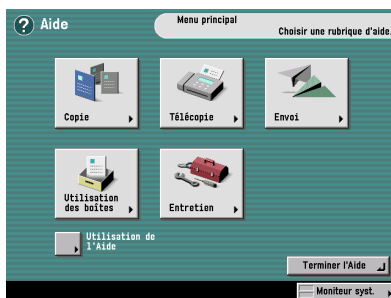 ? Aide
Menu principal
Choisir une rubrique d'aide.
Copie
Télécopie
Envoi
Utilisation
des boîtes
Entretien
Utilisation de
l'Aide
Terminer l'Aide
Moniteur syst.